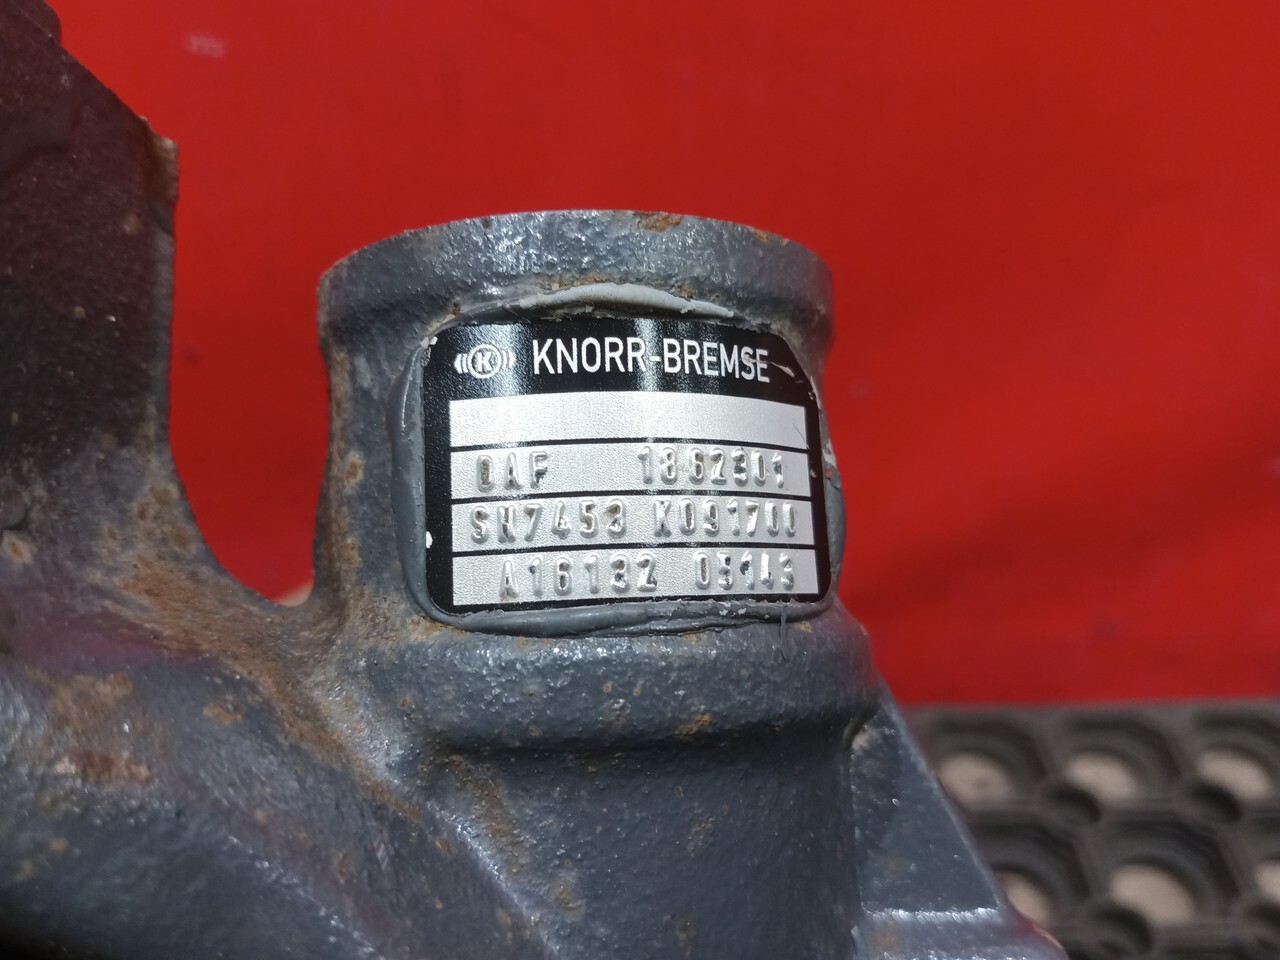 K KNORR-BREMSE
DAF 1862301
SN7453 K091700
A16132 03143